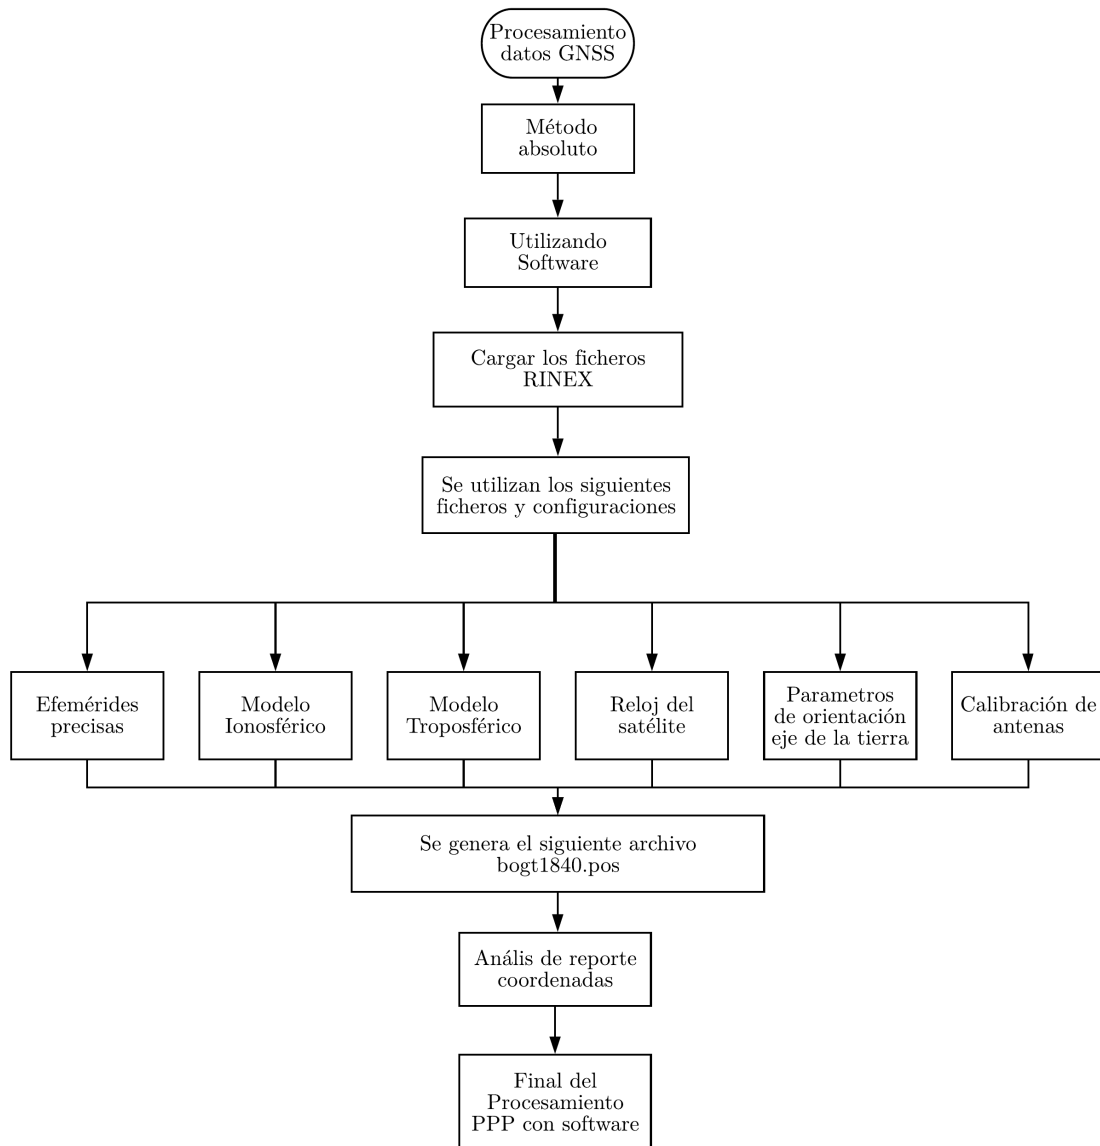 Procesamiento
datos GNSS
Método
absoluto
Utilizando
Software
Cargar los ficheros
RINEX
Se utilizan los siguientes
ficheros y configuraciones
Efemérides
precisas
Modelo
Ionosférico
Modelo
Troposférico
Reloj del
satélite
Parametros
de orientación
eje de la tierra
Calibración de
antenas
Se genera el siguiente archivo
bogt1840.pos
Anális de reporte
coordenadas
Final del
Procesamiento
PPP con software